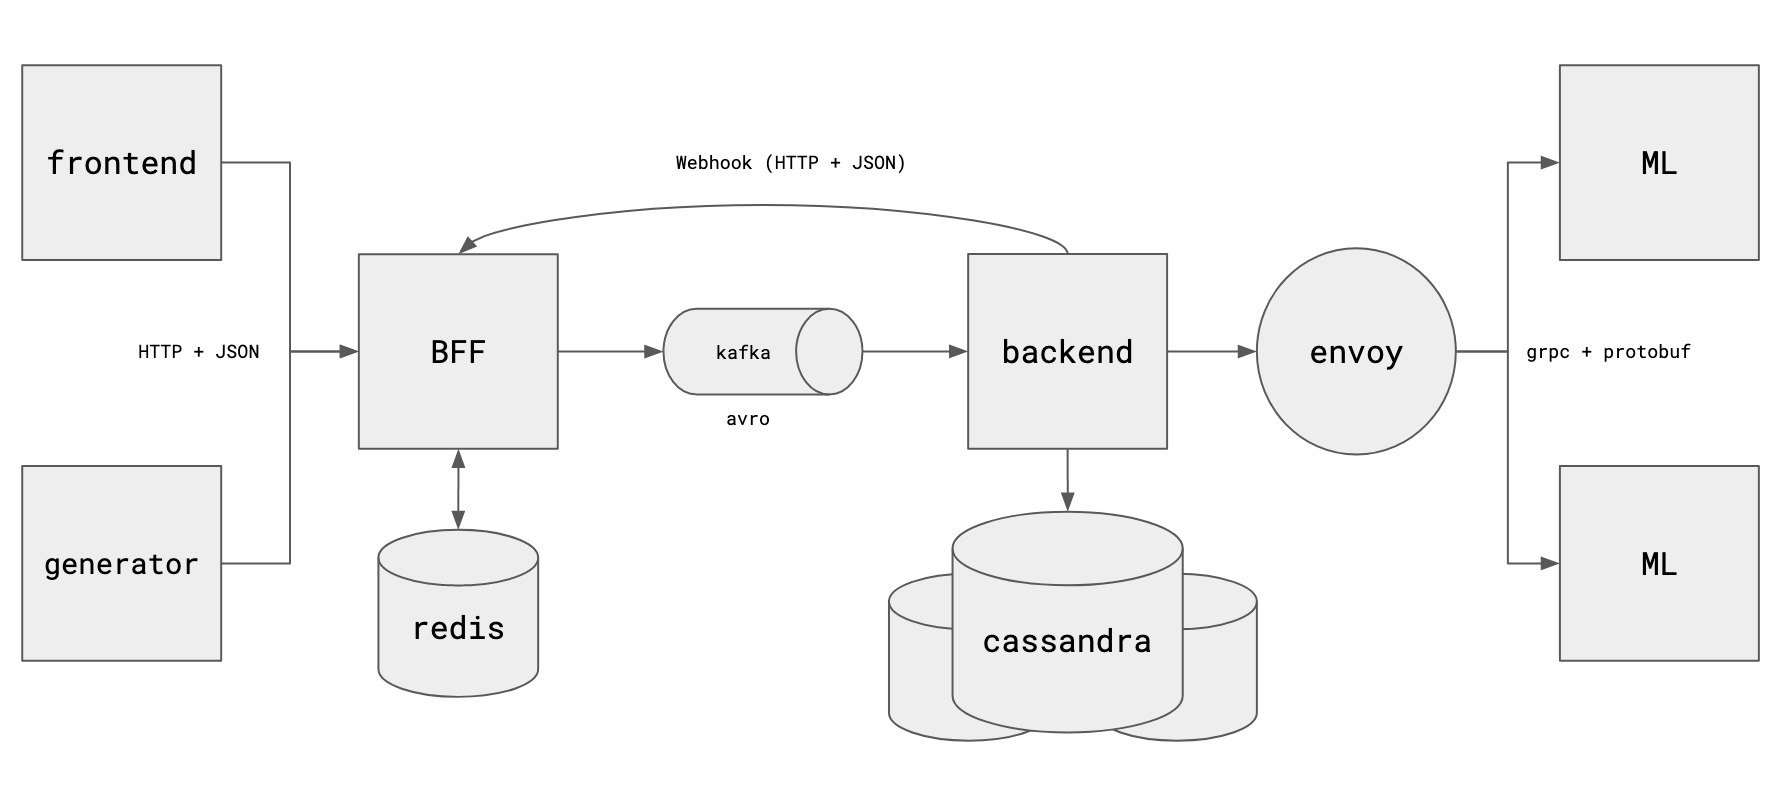 frontend
Webhook (HTTP + JSON)
ML
HTTP + JSON
BFF
kafka
avro
backend
envoy
grpc + protobuf
generator
redis
cassandra
ML